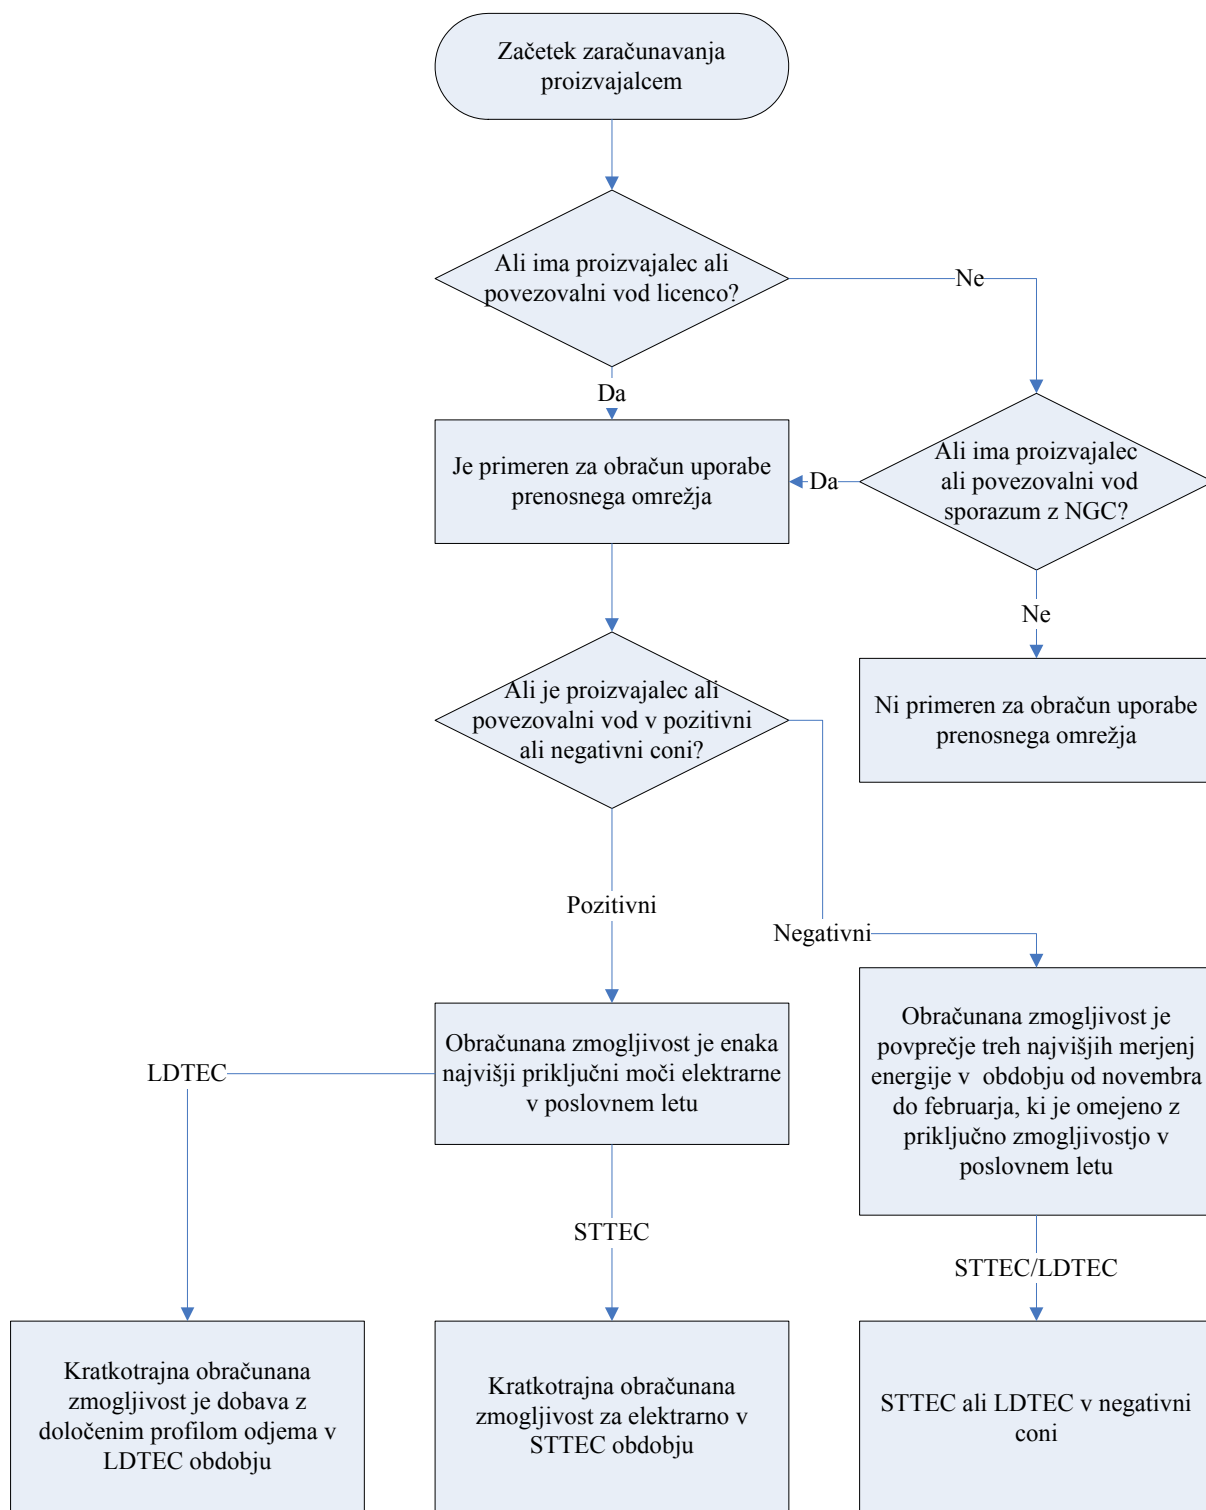 Začetek zaračunavanja
proizvajalcem
Ali ima proizvajalec ali
povezovalni vod licenco?
Ne
Da
Je primeren za obračun uporabe
prenosnega omrežja
Da
Ali ima proizvajalec
ali povezovalni vod
sporazum z NGC?
Ne
Ni primeren za obračun uporabe
prenosnega omrežja
Ali je proizvajalec ali
povezovalni vod v pozitivni
ali negativni coni?
Pozitivni
Negativni
Obračunana zmogljivost je enaka
najvišji priključni moči elektrarne
v poslovnem letu
Obračunana zmogljivost je
povprečje treh najvišjih merjenj
energije v  obdobju od novembra
do februarja, ki je omejeno z
priključno zmogljivostjo v
poslovnem letu
LDTEC
STTEC
STTEC/LDTEC
Kratkotrajna obračunana
zmogljivost je dobava z
določenim profilom odjema v
LDTEC obdobju
Kratkotrajna obračunana
zmogljivost za elektrarno v
STTEC obdobju
STTEC ali LDTEC v negativni
coni